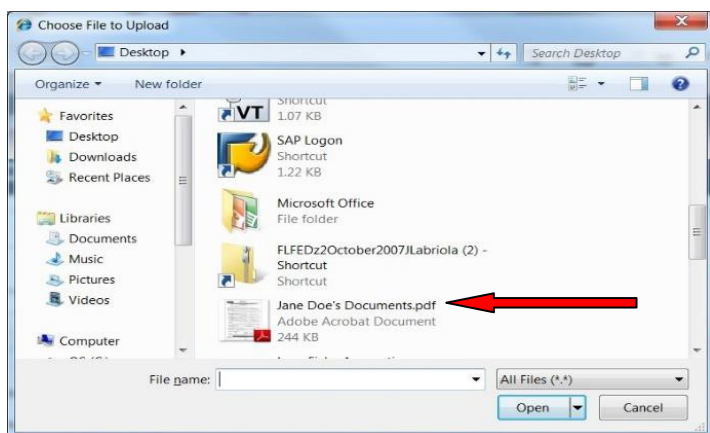 Choose File to Upload
Desktop
Search Desktop
Organize
New folder
Favorites
Desktop
Downloads
Recent Places
Libraries
Documents
Music
Pictures
Videos
Computer
VT
Shortcut
1.07 KB
SAP Logon
Shortcut
1.22 KB
Microsoft Office
File folder
FLFEDz2October2007JLabriola (2) -
Shortcut
Shortcut
Jane Doe's Documents.pdf
Adobe Acrobat Document
244 KB
File name:
All Files (*.*)
Open
Cancel